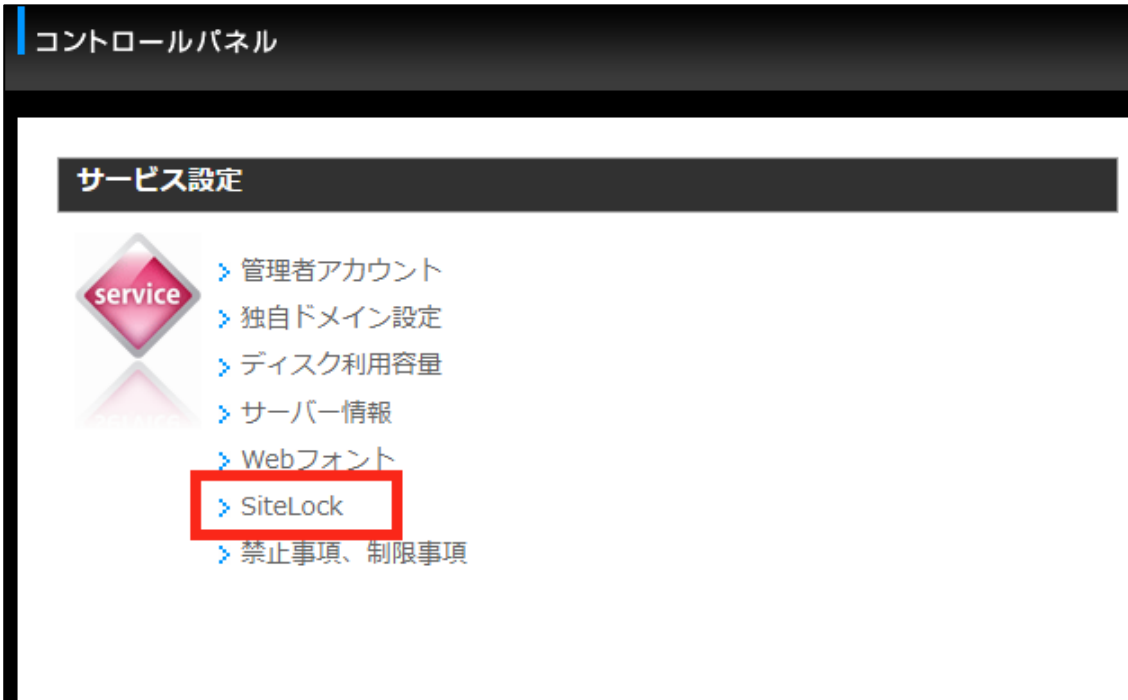 コントロールパネル
サービス設定
service
管理者アカウント
独自ドメイン設定
ディスク利用容量
サーバー情報
Webフォント
SiteLock
禁止事項、制限事項